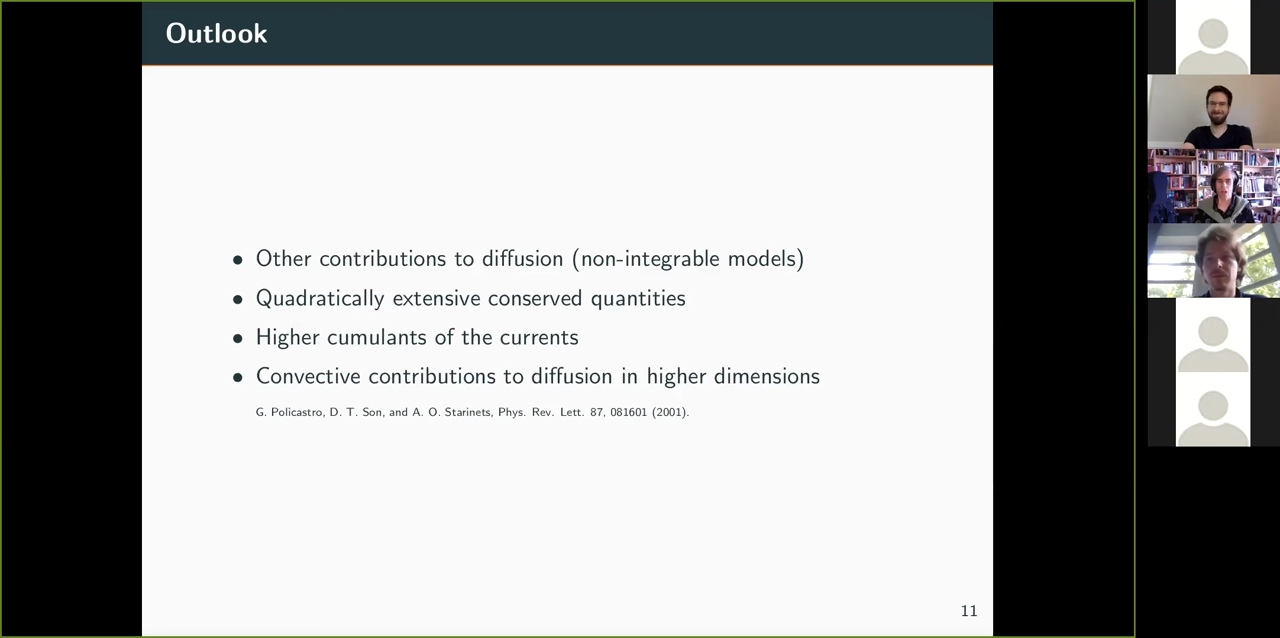 Outlook
• Other contributions to diffusion (non-integrable models)
• Quadratically extensive conserved quantities
• Higher cumulants of the currents
• Convective contributions to diffusion in higher dimensions
G. Policastro, D. T. Son, and A. O. Starinets, Phys. Rev. Lett. 87, 081601 (2001).
11